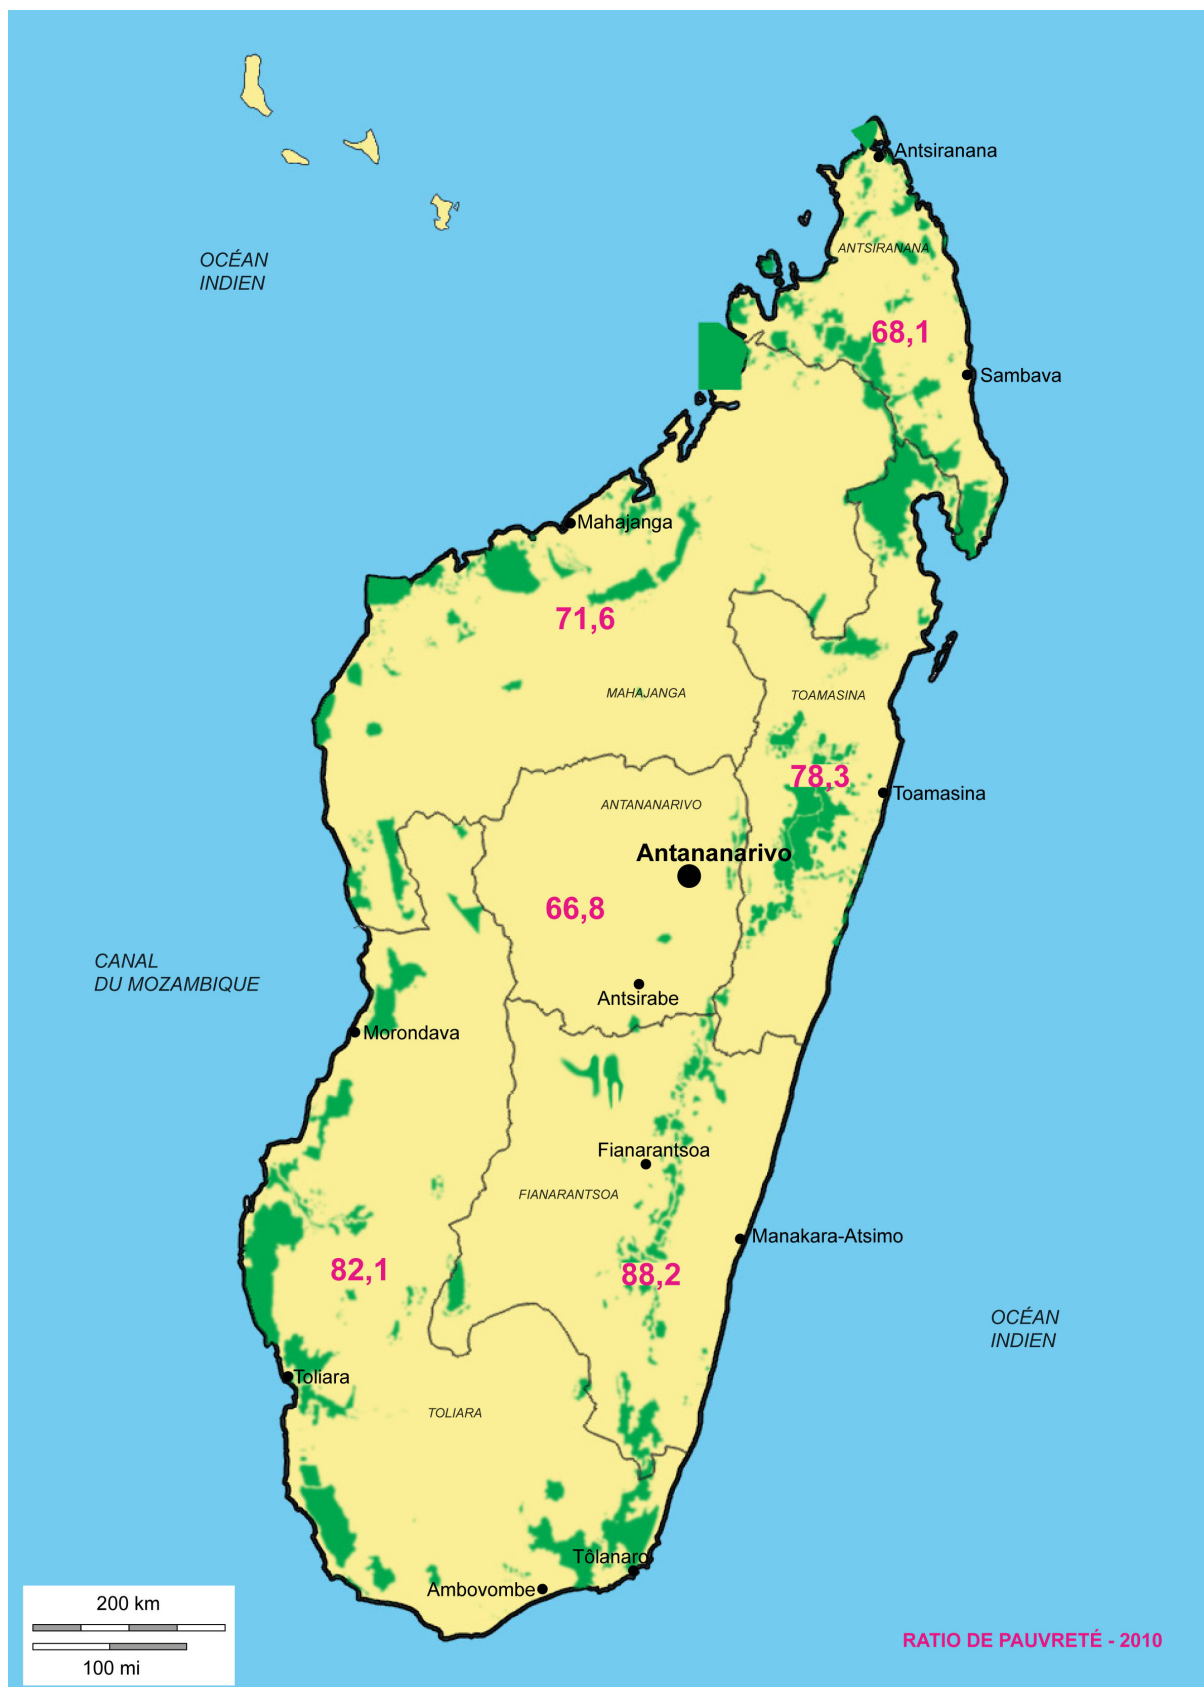 Antsiranana
ANTSIRANANA
OCÉAN
INDIEN
68,1
Sambava
Mahajanga
71,6
MAHAJANGA
TOAMASINA
78,3
Toamasina
ANTANANARIVO
Antananarivo
66,8
CANAL
DU MOZAMBIQUE
Antsirabe
Morondava
Fianarantsoa
FIANARANTSOA
Manakara-Atsimo
82,1
88,2
OCÉAN
INDIEN
Toliara
TOLIARA
Tôlanaro
Ambovombe
200 km
100 mi
RATIO DE PAUVRETÉ - 2010